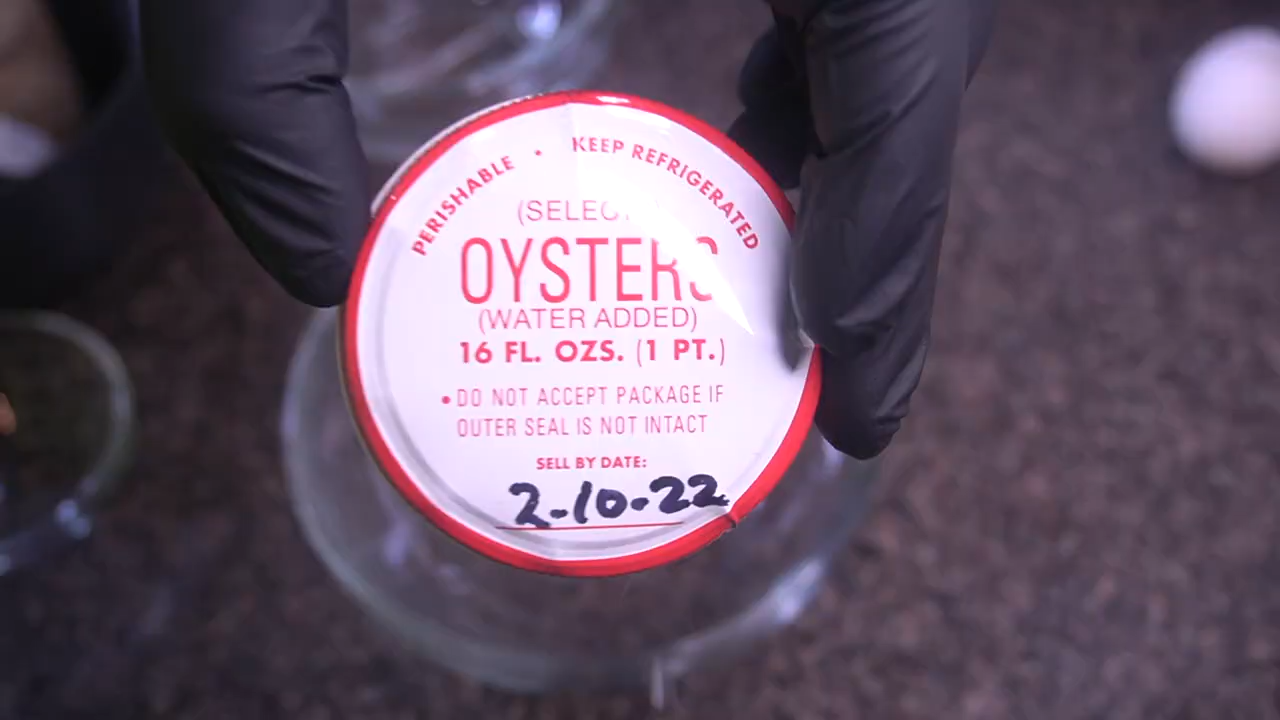 PERISHABLE • KEEP REFRIGERATED
OYSTERS
(WATER ADDED)
16 FL. OZS. (1 PT.)
• DO NOT ACCEPT PACKAGE IF
OUTER SEAL IS NOT INTACT
SELL BY DATE:
2-10-22